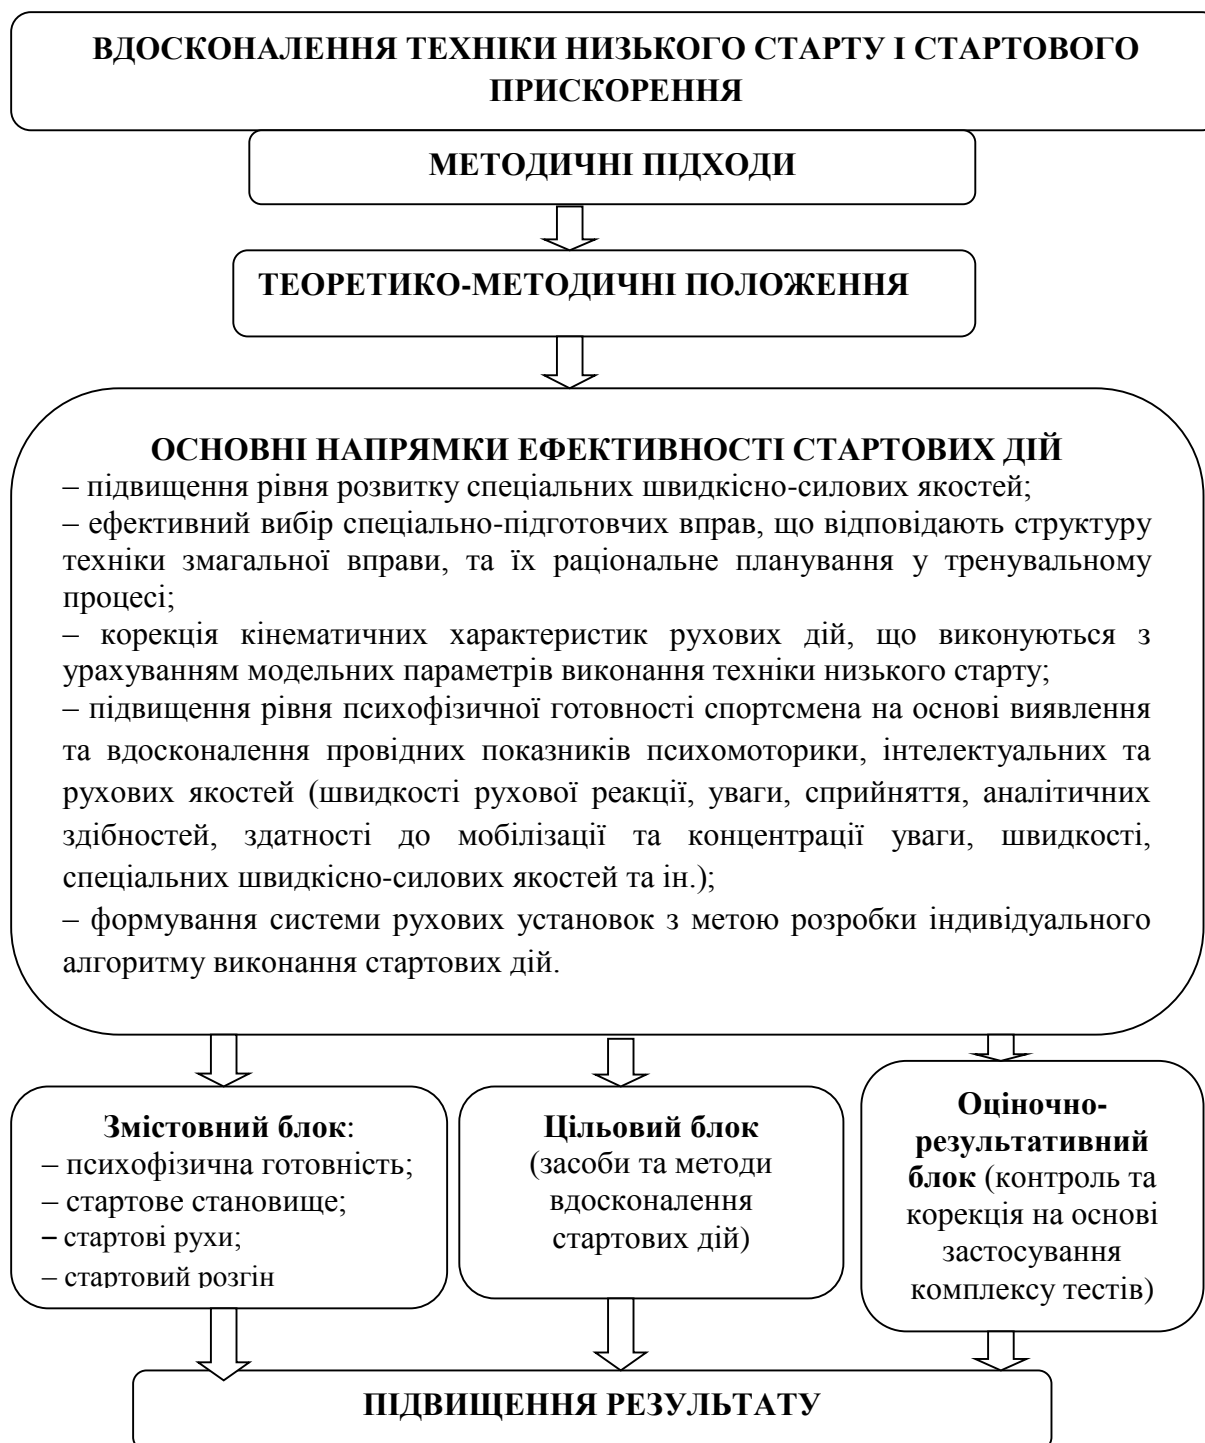 ВДОСКОНАЛЕННЯ ТЕХНІКИ НИЗЬКОГО СТАРТУ І СТАРТОВОГО
ПРИСКОРЕННЯ
МЕТОДИЧНІ ПІДХОДИ
ТЕОРЕТИКО-МЕТОДИЧНІ ПОЛОЖЕННЯ
ОСНОВНІ НАПРЯМКИ ЕФЕКТИВНОСТІ СТАРТОВИХ ДІЙ
– підвищення рівня розвитку спеціальних швидкісно-силових якостей;
– ефективний вибір спеціально-підготовчих вправ, що відповідають структуру
техніки змагальної вправи, та їх раціональне планування у тренувальному
процесі;
– корекція кінематичних характеристик рухових дій, що виконуються з
урахуванням модельних параметрів виконання техніки низького старту;
– підвищення рівня психофізичної готовності спортсмена на основі виявлення
та вдосконалення провідних показників психомоторики, інтелектуальних та
рухових якостей (швидкості рухової реакції, уваги, сприйняття, аналітичних
здібностей, здатності до мобілізації та концентрації уваги, швидкості,
спеціальних швидкісно-силових якостей та ін.);
– формування системи рухових установок з метою розробки індивідуального
алгоритму виконання стартових дій.
Змістовний блок:
– психофізична готовність;
– стартове становище;
– стартові рухи;
– стартовий розгін
Цільовий блок
(засоби та методи
вдосконалення
стартових дій)
Оціночно-
результативний
блок (контроль та
корекція на основі
застосування
комплексу тестів)
ПІДВИЩЕННЯ РЕЗУЛЬТАТУ